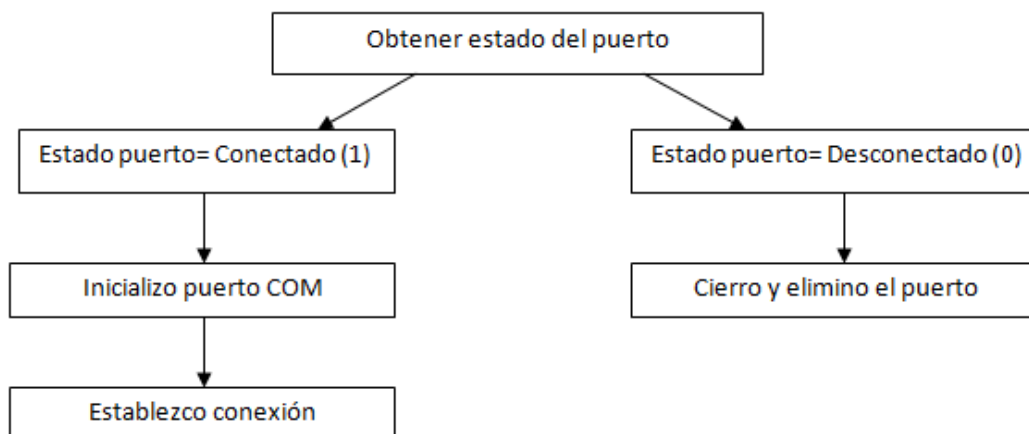 Obtener estado del puerto
Estado puerto= Conectado (1)
Estado puerto= Desconectado (0)
Inicializo puerto COM
Cierro y elimino el puerto
Establezco conexión